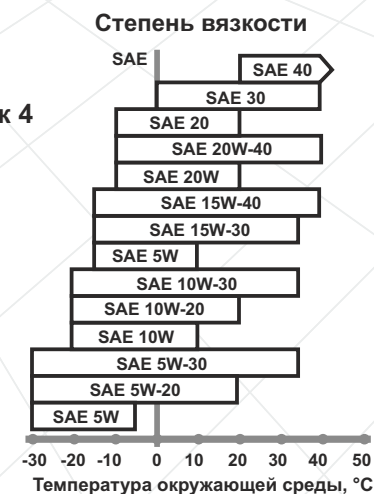 Степень вязкости
SAE
SAE 40
к 4
SAE 30
SAE 20
SAE 20W-40
SAE 20W
SAE 15W-40
SAE 15W-30
SAE 5W
SAE 10W-30
SAE 10W-20
SAE 10W
SAE 5W-30
SAE 5W-20
SAE 5W
-30 -20 -10 0 10 20 30 40 50
Температура окружающей среды, °C